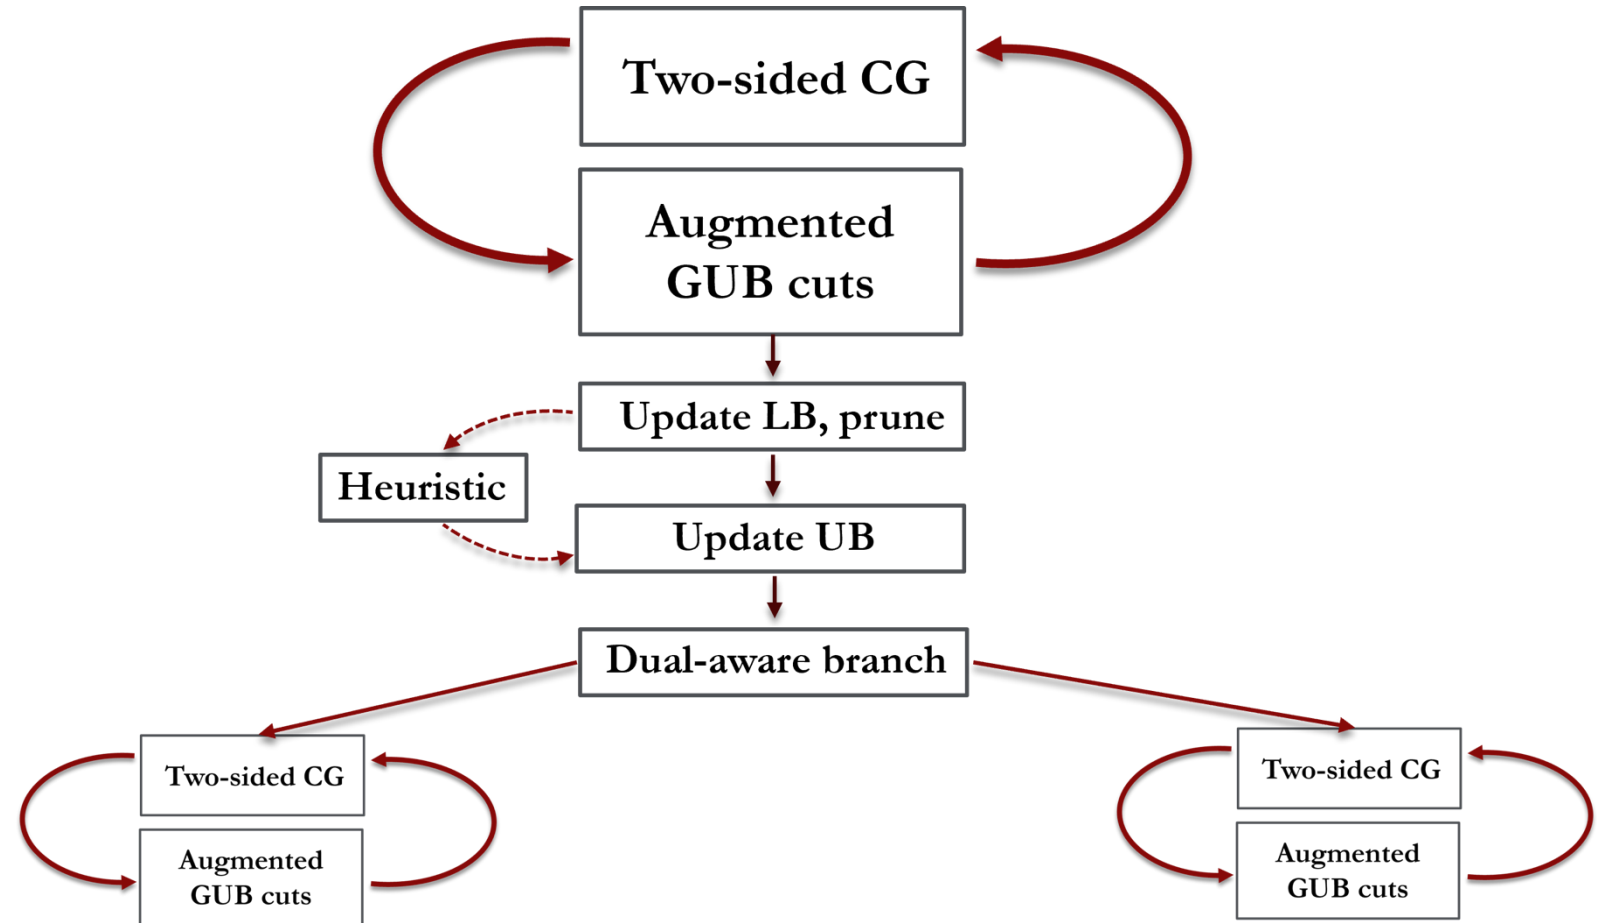 Two-sided CG
Augmented
GUB cuts
Update LB, prune
Heuristic
Update UB
Dual-aware branch
Two-sided CG
Augmented
GUB cuts
Two-sided CG
Augmented
GUB cuts